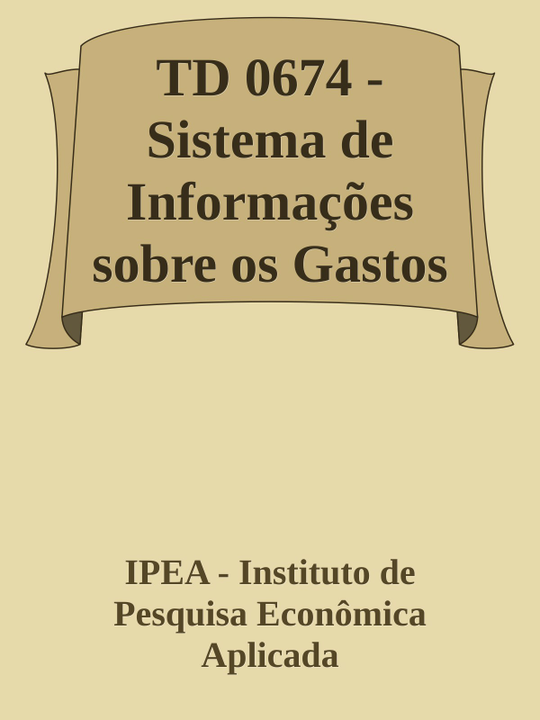 TD 0674 -
Sistema de
Informações
sobre os Gastos
IPEA - Instituto de
Pesquisa Econômica
Aplicada